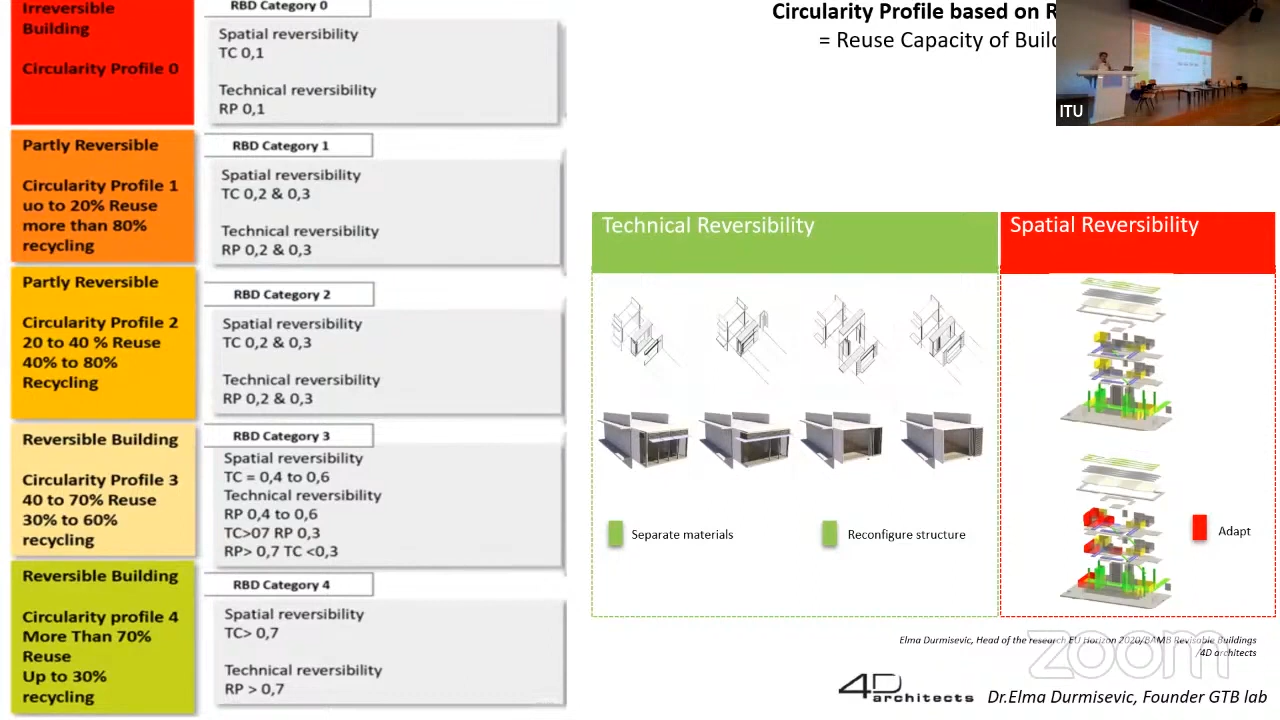 Irreversible
Building
Circularity Profile 0
RBD Category 0
Spatial reversibility
TC 0,1
Technical reversibility
RP 0,1
Partly Reversible
Circularity Profile 1
uo to 20% Reuse
more than 80%
recycling
RBD Category 1
Spatial reversibility
TC 0,2 & 0,3
Technical reversibility
RP 0,2 & 0,3
Partly Reversible
Circularity Profile 2
20 to 40 % Reuse
40% to 80%
Recycling
RBD Category 2
Spatial reversibility
TC 0,2 & 0,3
Technical reversibility
RP 0,2 & 0,3
Reversible Building
Circularity Profile 3
40 to 70% Reuse
30% to 60%
recycling
RBD Category 3
Spatial reversibility
TC = 0,4 to 0,6
Technical reversibility
RP 0,4 to 0,6
TC>07 RP 0,3
RP> 0,7 TC <0,3
Reversible Building
Circularity profile 4
More Than 70%
Reuse
Up to 30%
recycling
RBD Category 4
Spatial reversibility
TC> 0,7
Technical reversibility
RP > 0,7
Circularity Profile based on R
= Reuse Capacity of Build
ITU
Technical Reversibility
Spatial Reversibility
Separate materials
Reconfigure structure
Adapt
Elma Durmisevic, Head of the research EU Horizon 2020/BAMB Revisable Buildings
/4D architects
zoom
4D architects
Dr.Elma Durmisevic, Founder GTB lab